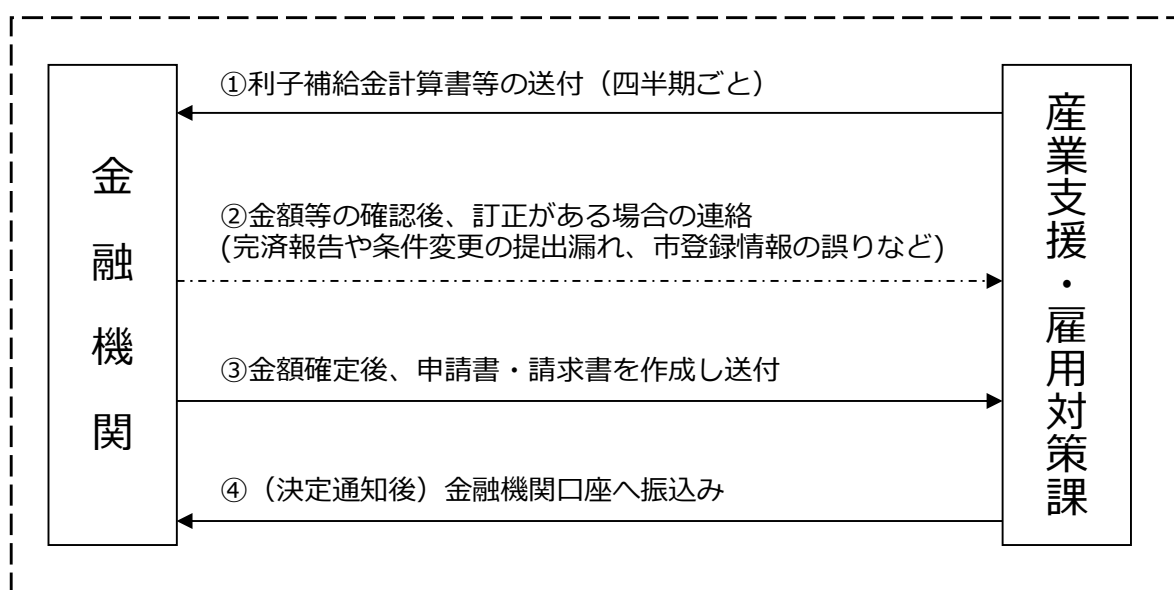 金融機関
①利子補給金計算書等の送付（四半期ごと）
②金額等の確認後、訂正がある場合の連絡
(完済報告や条件変更の提出漏れ、市登録情報の誤りなど)
③金額確定後、申請書・請求書を作成し送付
④（決定通知後）金融機関口座へ振込み
産業支援・雇用対策課